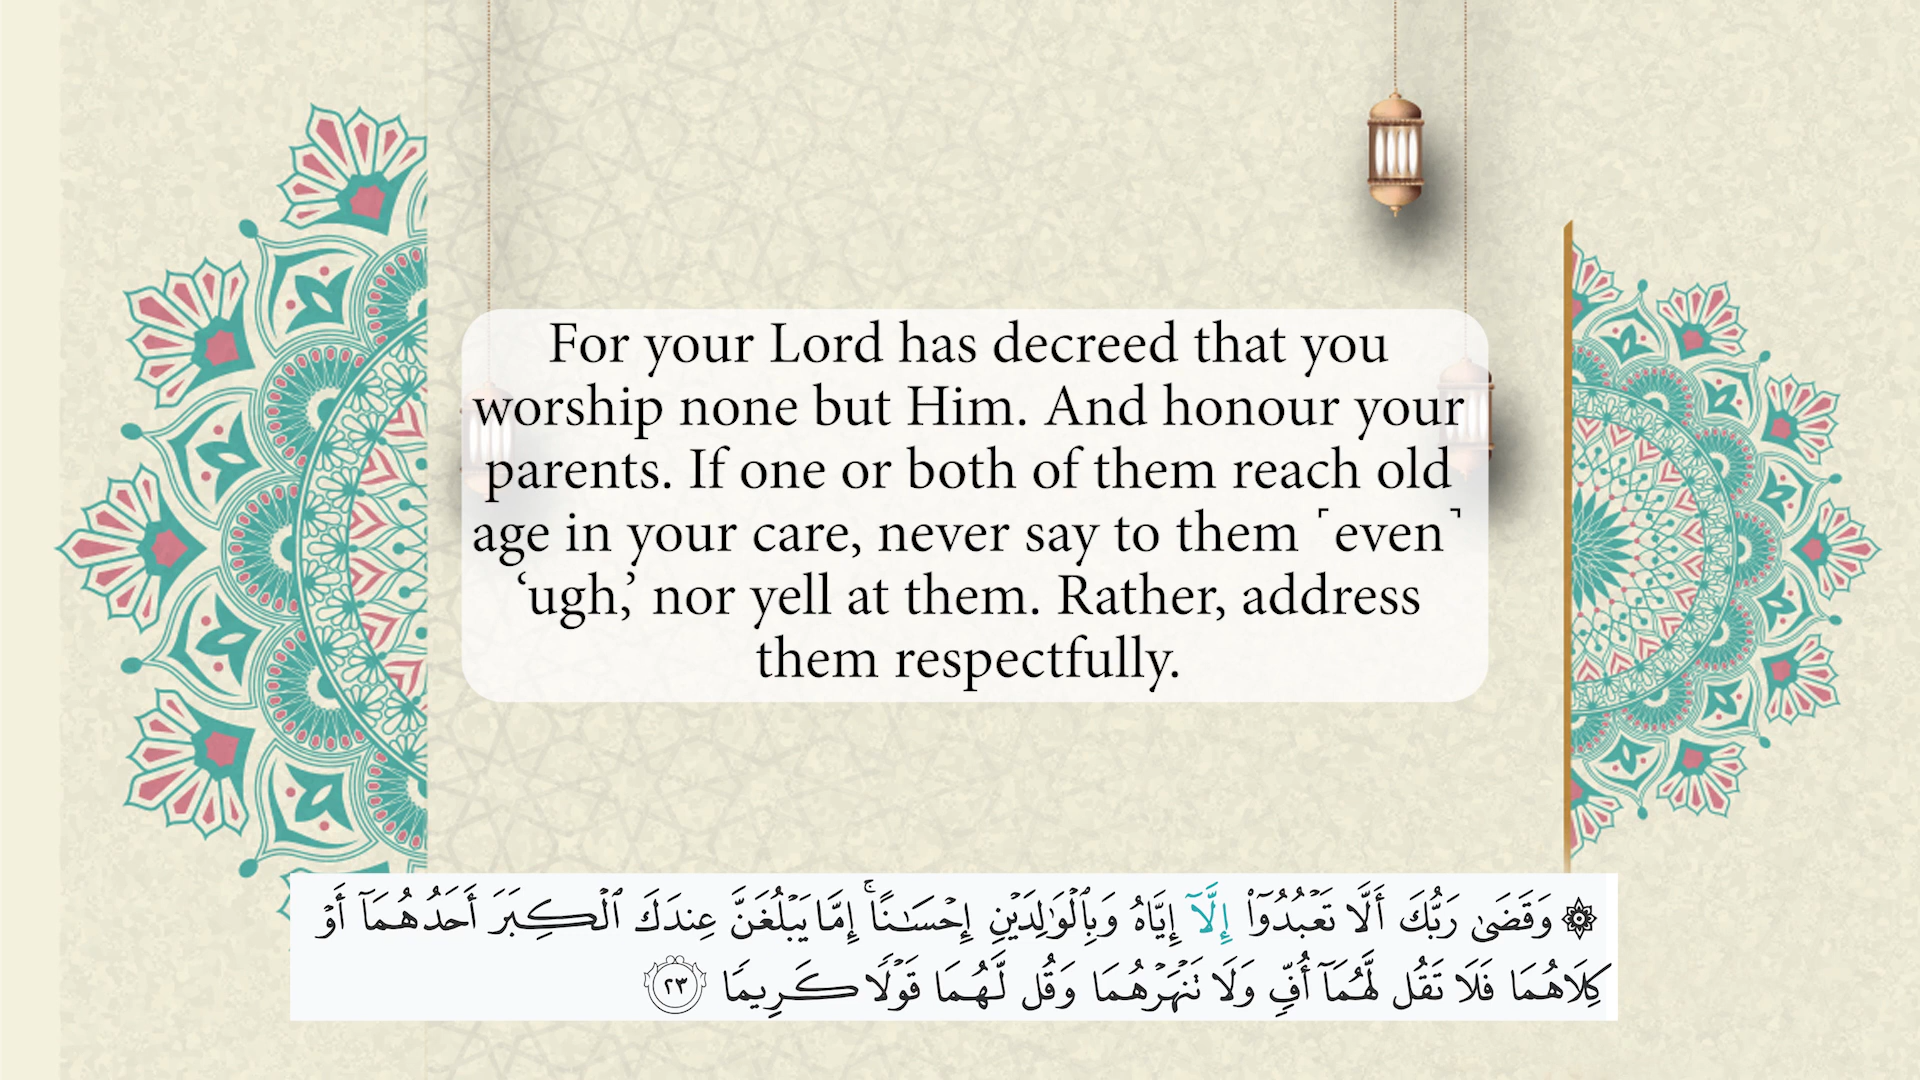 For your Lord has decreed that you
worship none but Him. And honour your
parents. If one or both of them reach old
age in your care, never say to them ˹even˺
‘ugh,’ nor yell at them. Rather, address
them respectfully.
۞ وَقَضَىٰ رَبُّكَ أَلَّا تَعْبُدُوٓا۟ إِلَّآ إِيَّاهُ وَبِٱلْوَٰلِدَيْنِ إِحْسَـٰنًا ۚ إِمَّا يَبْلُغَنَّ عِندَكَ ٱلْكِبَرَ أَحَدُهُمَآ أَوْ
كِلَاهُمَا فَلَا تَقُل لَّهُمَآ أُفٍّ وَلَا تَنْهَرْهُمَا وَقُل لَّهُمَا قَوْلًا كَرِيمًا ٢٣